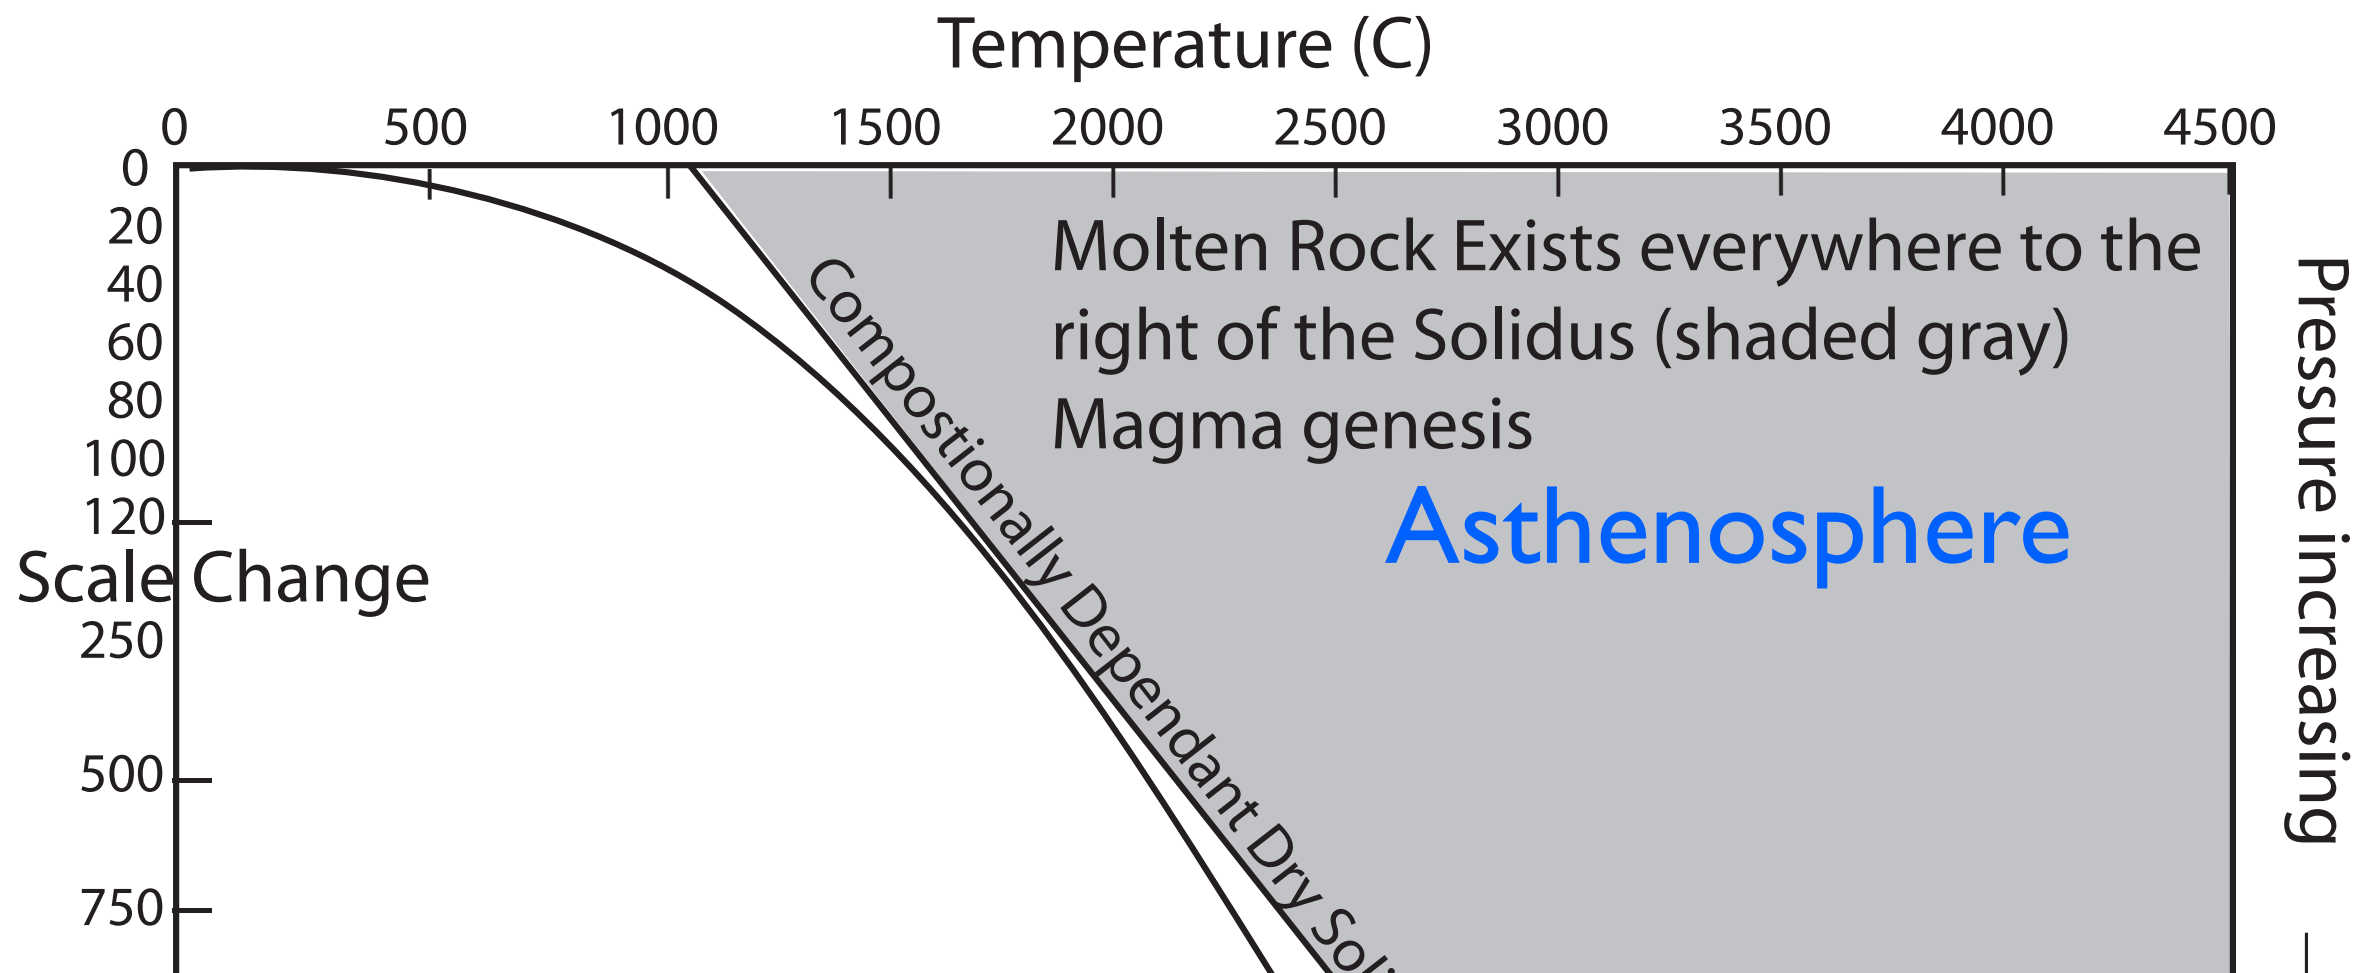 Temperature (C)
0 500 1000 1500 2000 2500 3000 3500 4000 4500
0
20
40
60
80
100
120
Scale Change
250
500
750
Compostionally Dependant Dry Soli
Molten Rock Exists everywhere to the
right of the Solidus (shaded gray)
Magma genesis
Asthenosphere
Pressure increasing